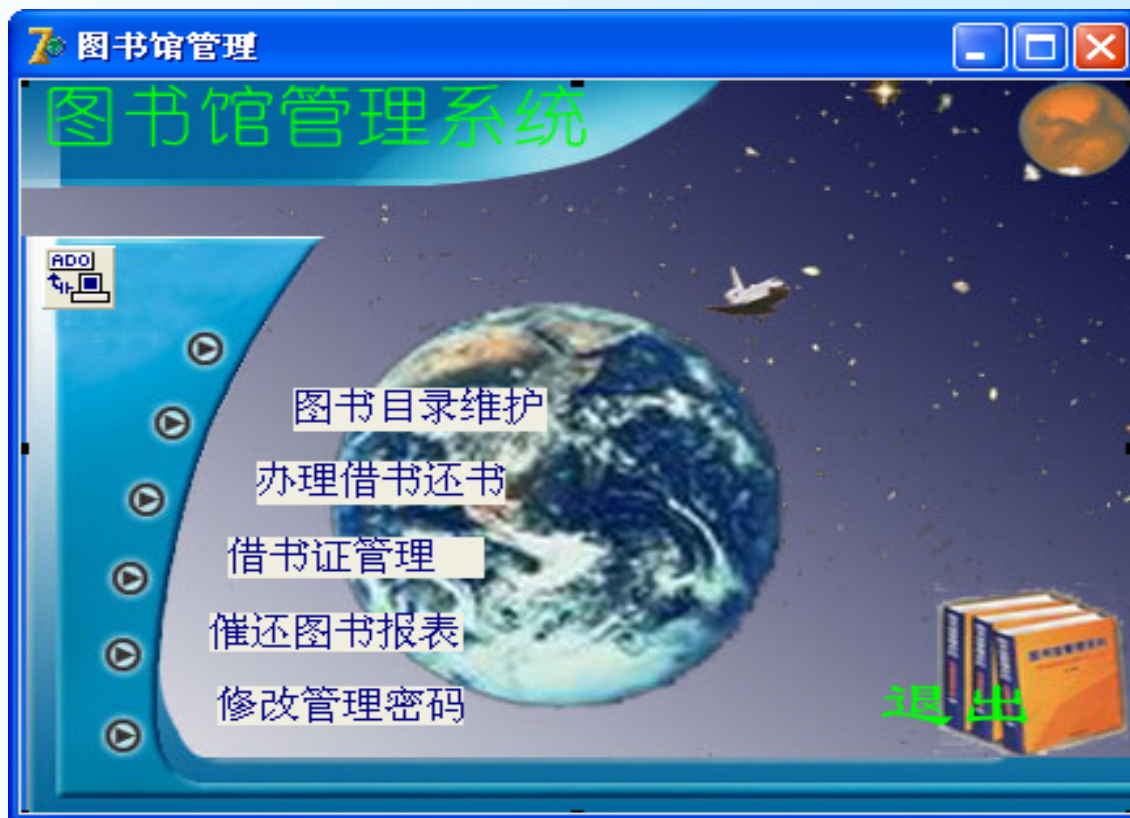 图书馆管理
图书馆管理系统
ADO
图书目录维护
办理借书还书
借书证管理
催还图书报表
修改管理密码
退出